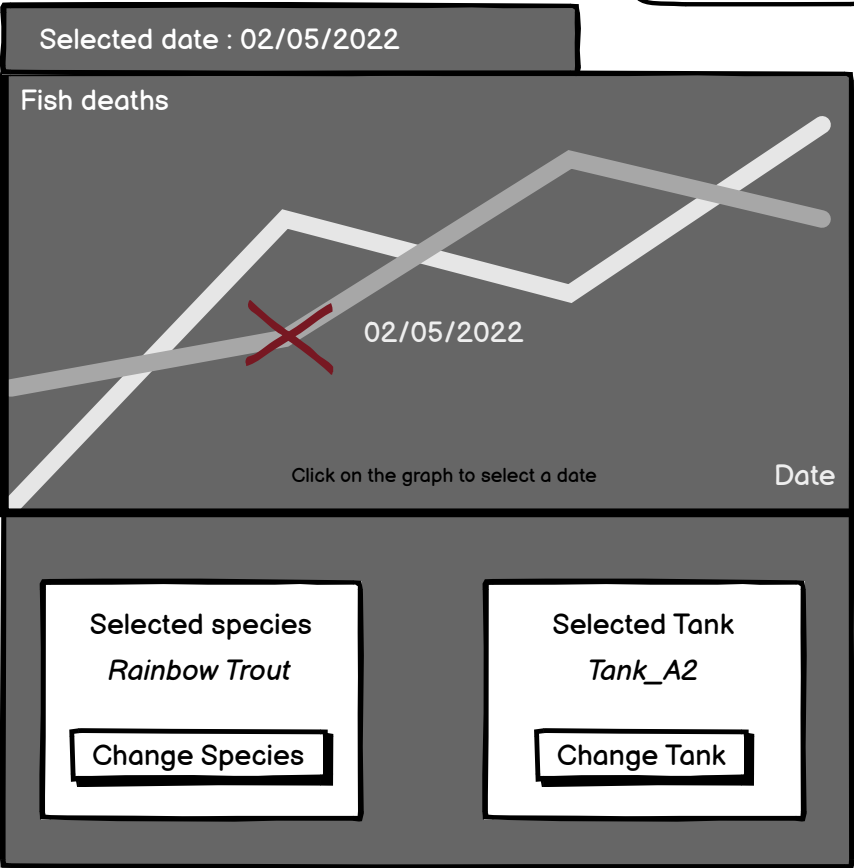 Selected date : 02/05/2022
Fish deaths
02/05/2022
Click on the graph to select a date
Date
Selected species
Rainbow Trout
Change Species
Selected Tank
Tank_A2
Change Tank